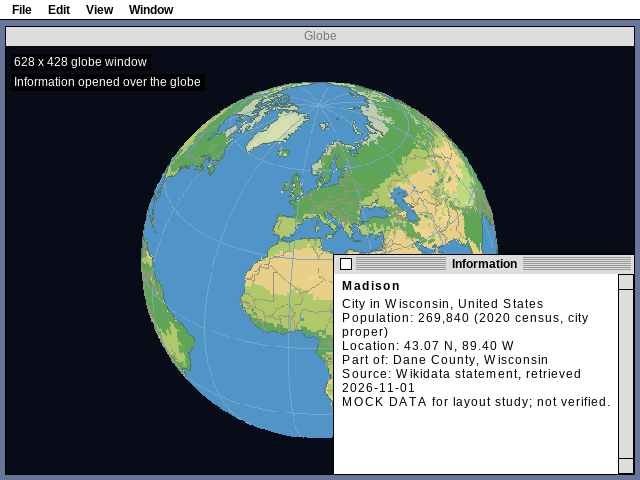 File Edit View Window
Globe
628 x 428 globe window
Information opened over the globe
Information
Madison
City in Wisconsin, United States
Population: 269,840 (2020 census, city
proper)
Location: 43.07 N, 89.40 W
Part of: Dane County, Wisconsin
Source: Wikidata statement, retrieved
2026-11-01
MOCK DATA for layout study; not verified.